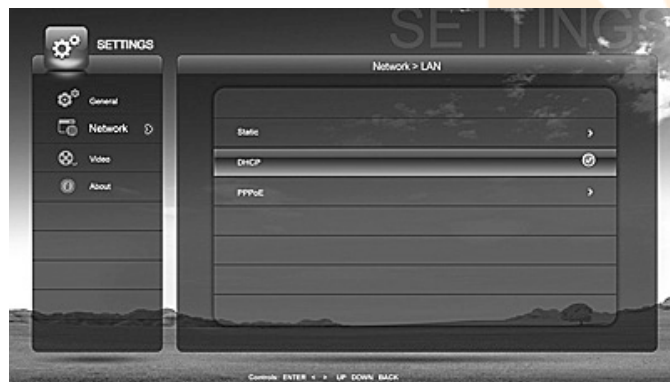 SETTINGS
SETTINGS
Network > LAN
General
Network
Video
About
Static
DHCP
PPPoE
Controls: ENTER < > UP DOWN BACK